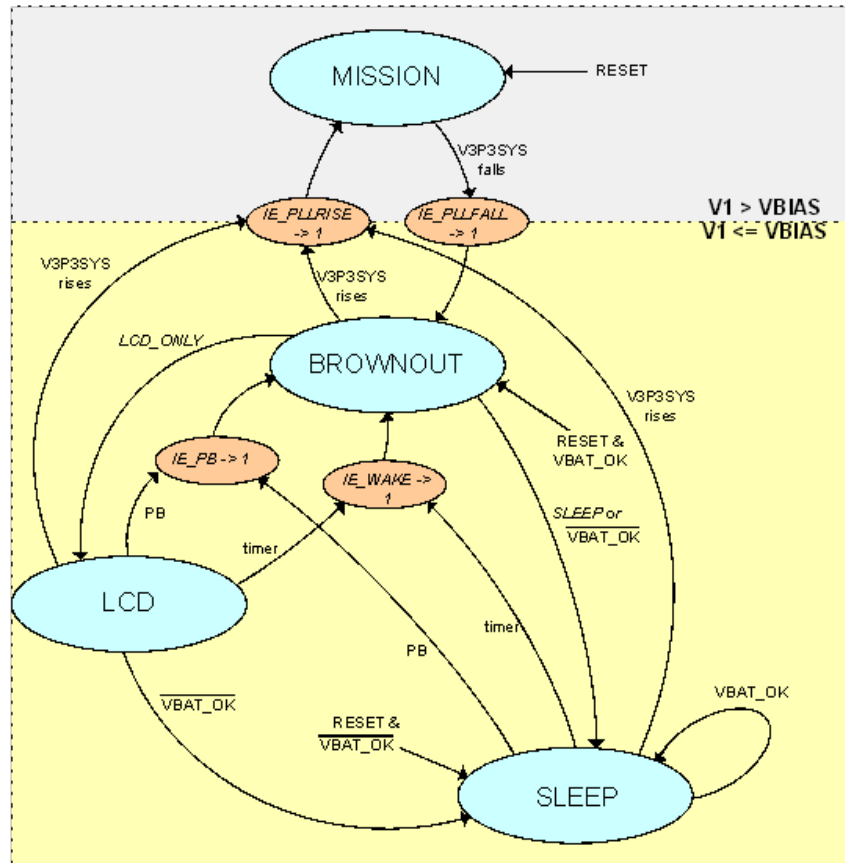 MISSION
RESET
V3P3SYS
falls
IE_PLLRISE
-> 1
IE_PLLFALL
-> 1
V1 > VBIAS
V1 <= VBIAS
V3P3SYS
rises
V3P3SYS
rises
LCD_ONLY
BROWNOUT
V3P3SYS
rises
RESET &
VBAT_OK
IE_PB -> 1
IE_WAKE ->
1
SLEEP or
VBAT_OK
PB
timer
LCD
timer
PB
VBAT_OK
VBAT_OK
RESET &
VBAT_OK
SLEEP